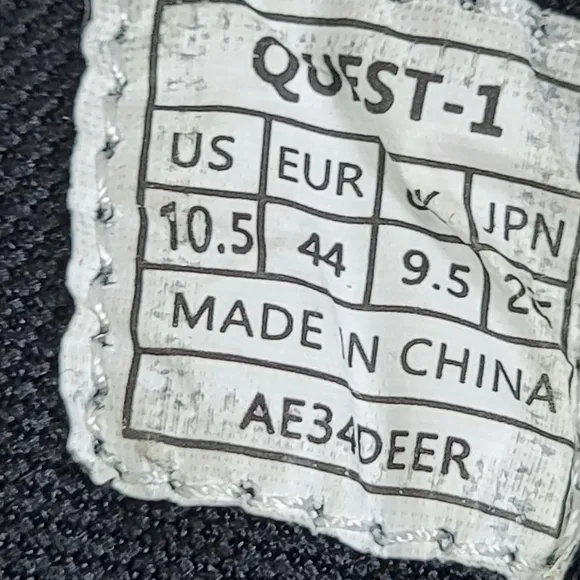 QUEST-1
US EUR JPN
10.5 44 9.5
MADE IN CHINA
AE34DEER